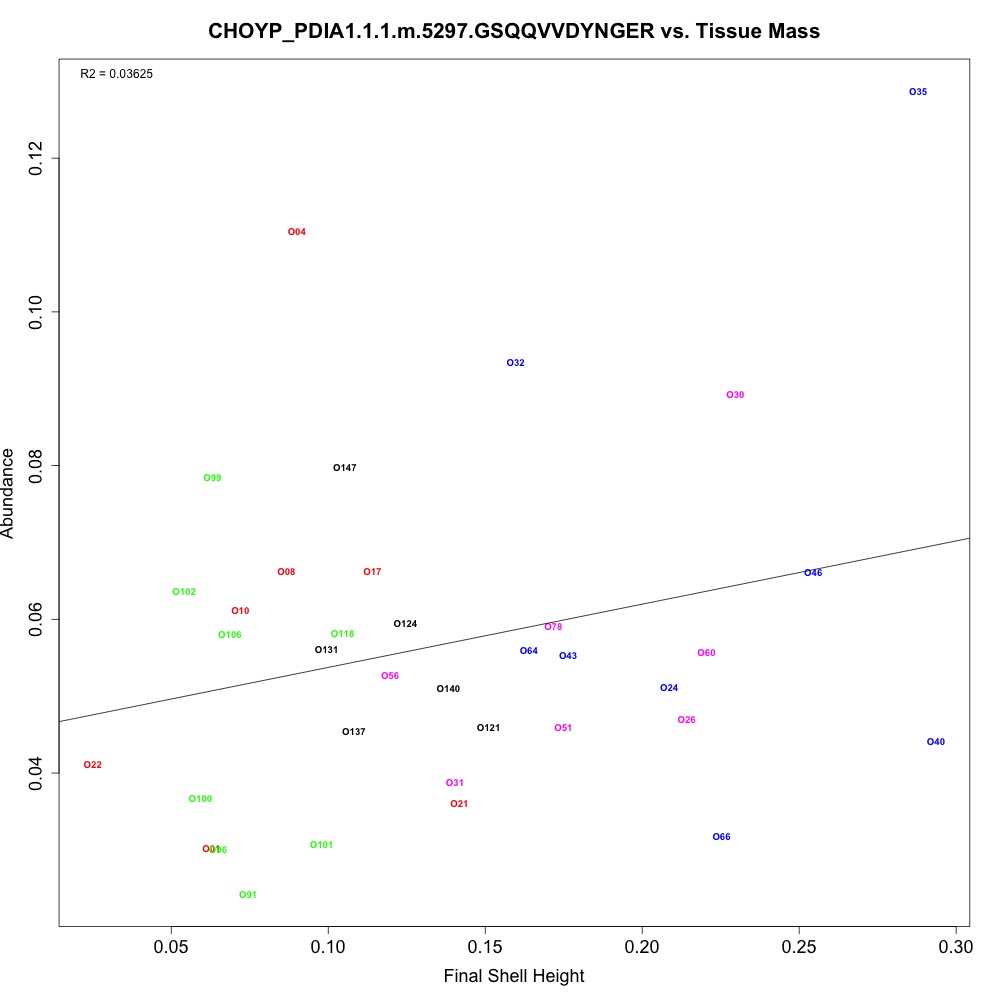 CHOYP_PDIA1.1.1.m.5297.GSQQVVDYNGER vs. Tissue Mass
R2 = 0.03625
O35
0.12
O04
0.10
O32
O30
0.08
O147
O99
O08
O17
O46
O102
O10
0.06
O124
O78
O118
O106
O131
O64
O60
O43
O56
O24
O140
O26
O51
O121
O137
O40
0.04
O22
O31
O100
O21
O66
O101
O01
O96
O91
Abundance
0.05 0.10 0.15 0.20 0.25 0.30
Final Shell Height